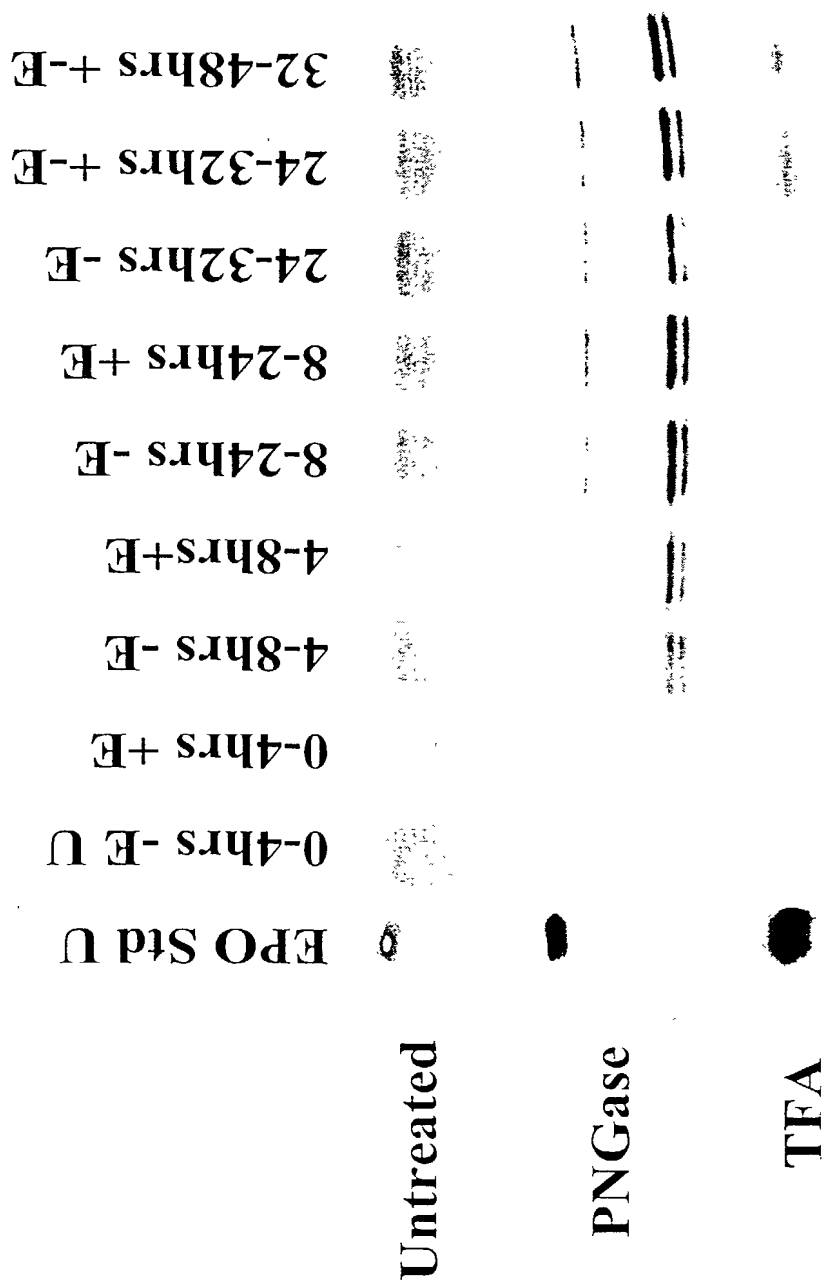 32-48hrs +-E
24-32hrs +-E
24-32hrs -E
8-24hrs +E
8-24hrs -E
4-8hrs+E
4-8hrs -E
0-4hrs +E
0-4hrs -E U
EPO Std U
Untreated
PNGase
TFA